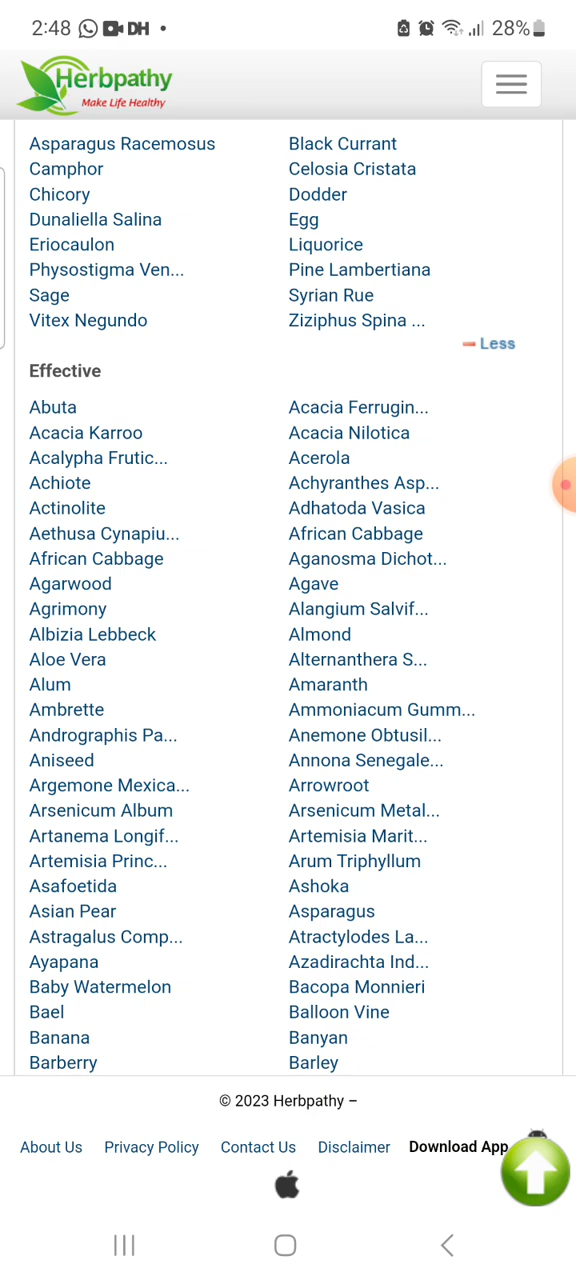 2:48 DH • 28%
Herbpathy
Make Life Healthy
Asparagus Racemosus Black Currant
Camphor Celosia Cristata
Chicory Dodder
Dunaliella Salina Egg
Eriocaulon Liquorice
Physostigma Ven... Pine Lambertiana
Sage Syrian Rue
Vitex Negundo Ziziphus Spina ...
Less
Effective
Abuta Acacia Ferrugin...
Acacia Karroo Acacia Nilotica
Acalypha Frutic... Acerola
Achiote Achyranthes Asp...
Actinolite Adhatoda Vasica
Aethusa Cynapiu... African Cabbage
African Cabbage Aganosma Dichot...
Agarwood Agave
Agrimony Alangium Salvif...
Albizia Lebbeck Almond
Aloe Vera Alternanthera S...
Alum Amaranth
Ambrette Ammoniacum Gumm...
Andrographis Pa... Anemone Obtusil...
Aniseed Annona Senegale...
Argemone Mexica... Arrowroot
Arsenicum Album Arsenicum Metal...
Artanema Longif... Artemisia Marit...
Artemisia Princ... Arum Triphyllum
Asafoetida Ashoka
Asian Pear Asparagus
Astragalus Comp... Atractylodes La...
Ayapana Azadirachta Ind...
Baby Watermelon Bacopa Monnieri
Bael Balloon Vine
Banana Banyan
Barberry Barley
© 2023 Herbpathy –
About Us Privacy Policy Contact Us Disclaimer Download App